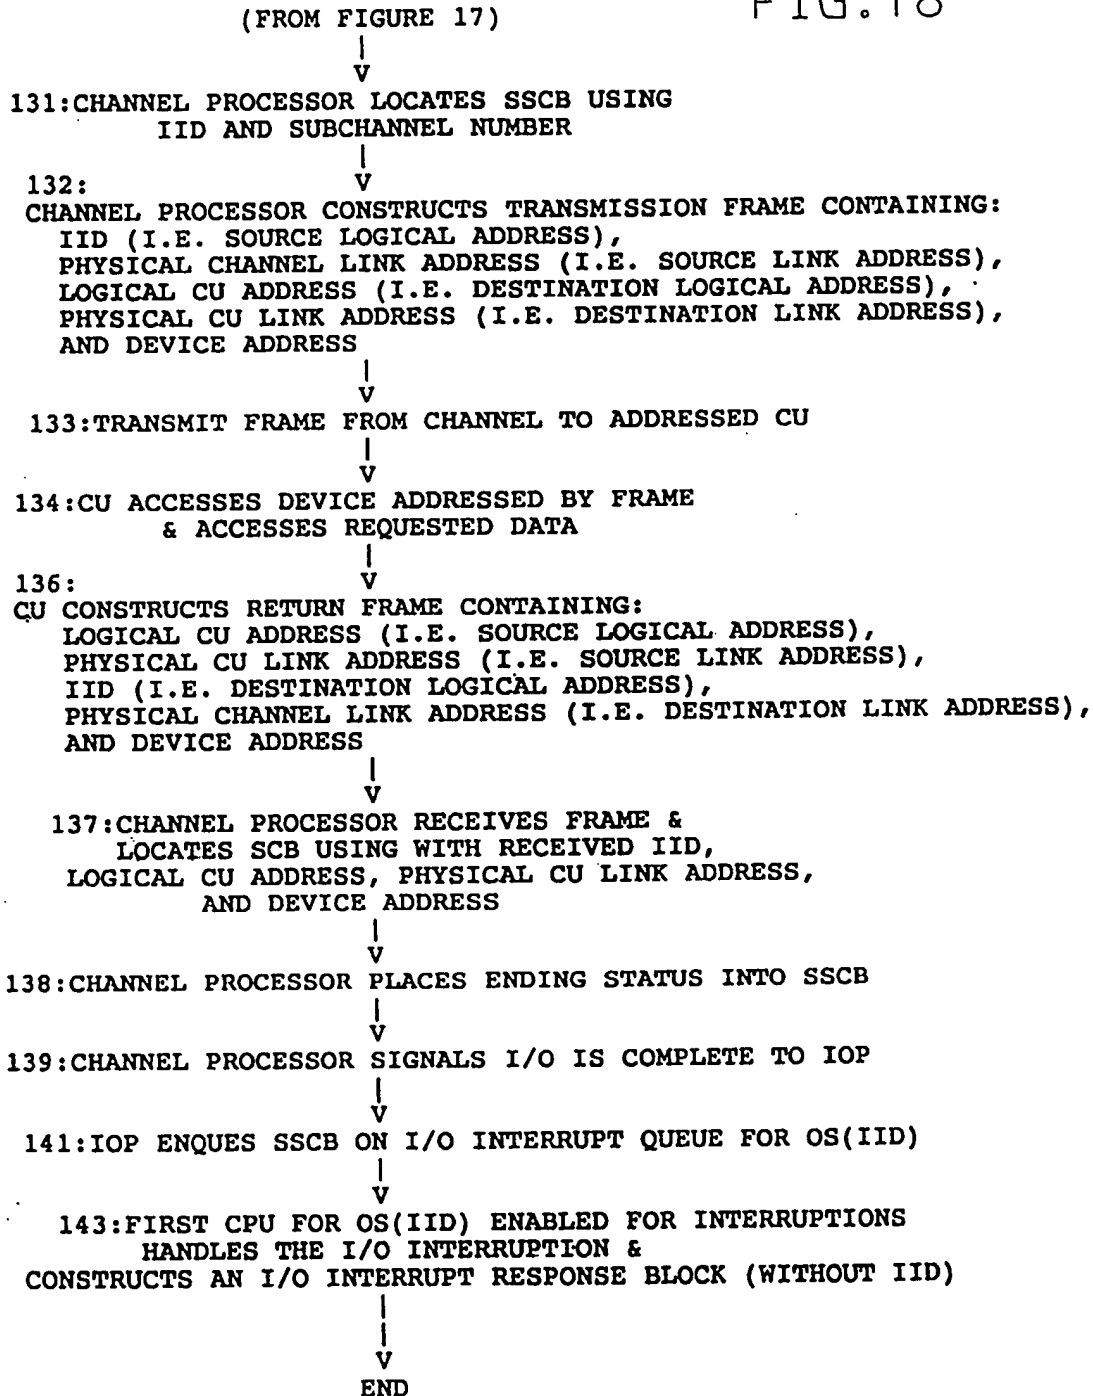 (FROM FIGURE 17)
FIG.18
|
V
131:CHANNEL PROCESSOR LOCATES SSCB USING
IID AND SUBCHANNEL NUMBER
|
132: V
CHANNEL PROCESSOR CONSTRUCTS TRANSMISSION FRAME CONTAINING:
IID (I.E. SOURCE LOGICAL ADDRESS),
PHYSICAL CHANNEL LINK ADDRESS (I.E. SOURCE LINK ADDRESS),
LOGICAL CU ADDRESS (I.E. DESTINATION LOGICAL ADDRESS),
PHYSICAL CU LINK ADDRESS (I.E. DESTINATION LINK ADDRESS),
AND DEVICE ADDRESS
|
V
133:TRANSMIT FRAME FROM CHANNEL TO ADDRESSED CU
|
V
134:CU ACCESSES DEVICE ADDRESSED BY FRAME
& ACCESSES REQUESTED DATA
|
136: V
CU CONSTRUCTS RETURN FRAME CONTAINING:
LOGICAL CU ADDRESS (I.E. SOURCE LOGICAL ADDRESS),
PHYSICAL CU LINK ADDRESS (I.E. SOURCE LINK ADDRESS),
IID (I.E. DESTINATION LOGICAL ADDRESS),
PHYSICAL CHANNEL LINK ADDRESS (I.E. DESTINATION LINK ADDRESS),
AND DEVICE ADDRESS
|
V
137:CHANNEL PROCESSOR RECEIVES FRAME &
LOCATES SCB USING WITH RECEIVED IID,
LOGICAL CU ADDRESS, PHYSICAL CU LINK ADDRESS,
AND DEVICE ADDRESS
|
V
138:CHANNEL PROCESSOR PLACES ENDING STATUS INTO SSCB
|
V
139:CHANNEL PROCESSOR SIGNALS I/O IS COMPLETE TO IOP
|
V
141:IOP ENQUES SSCB ON I/O INTERRUPT QUEUE FOR OS(IID)
|
V
143:FIRST CPU FOR OS(IID) ENABLED FOR INTERRUPTIONS
HANDLES THE I/O INTERRUPTION &
CONSTRUCTS AN I/O INTERRUPT RESPONSE BLOCK (WITHOUT IID)
|
|
V
END